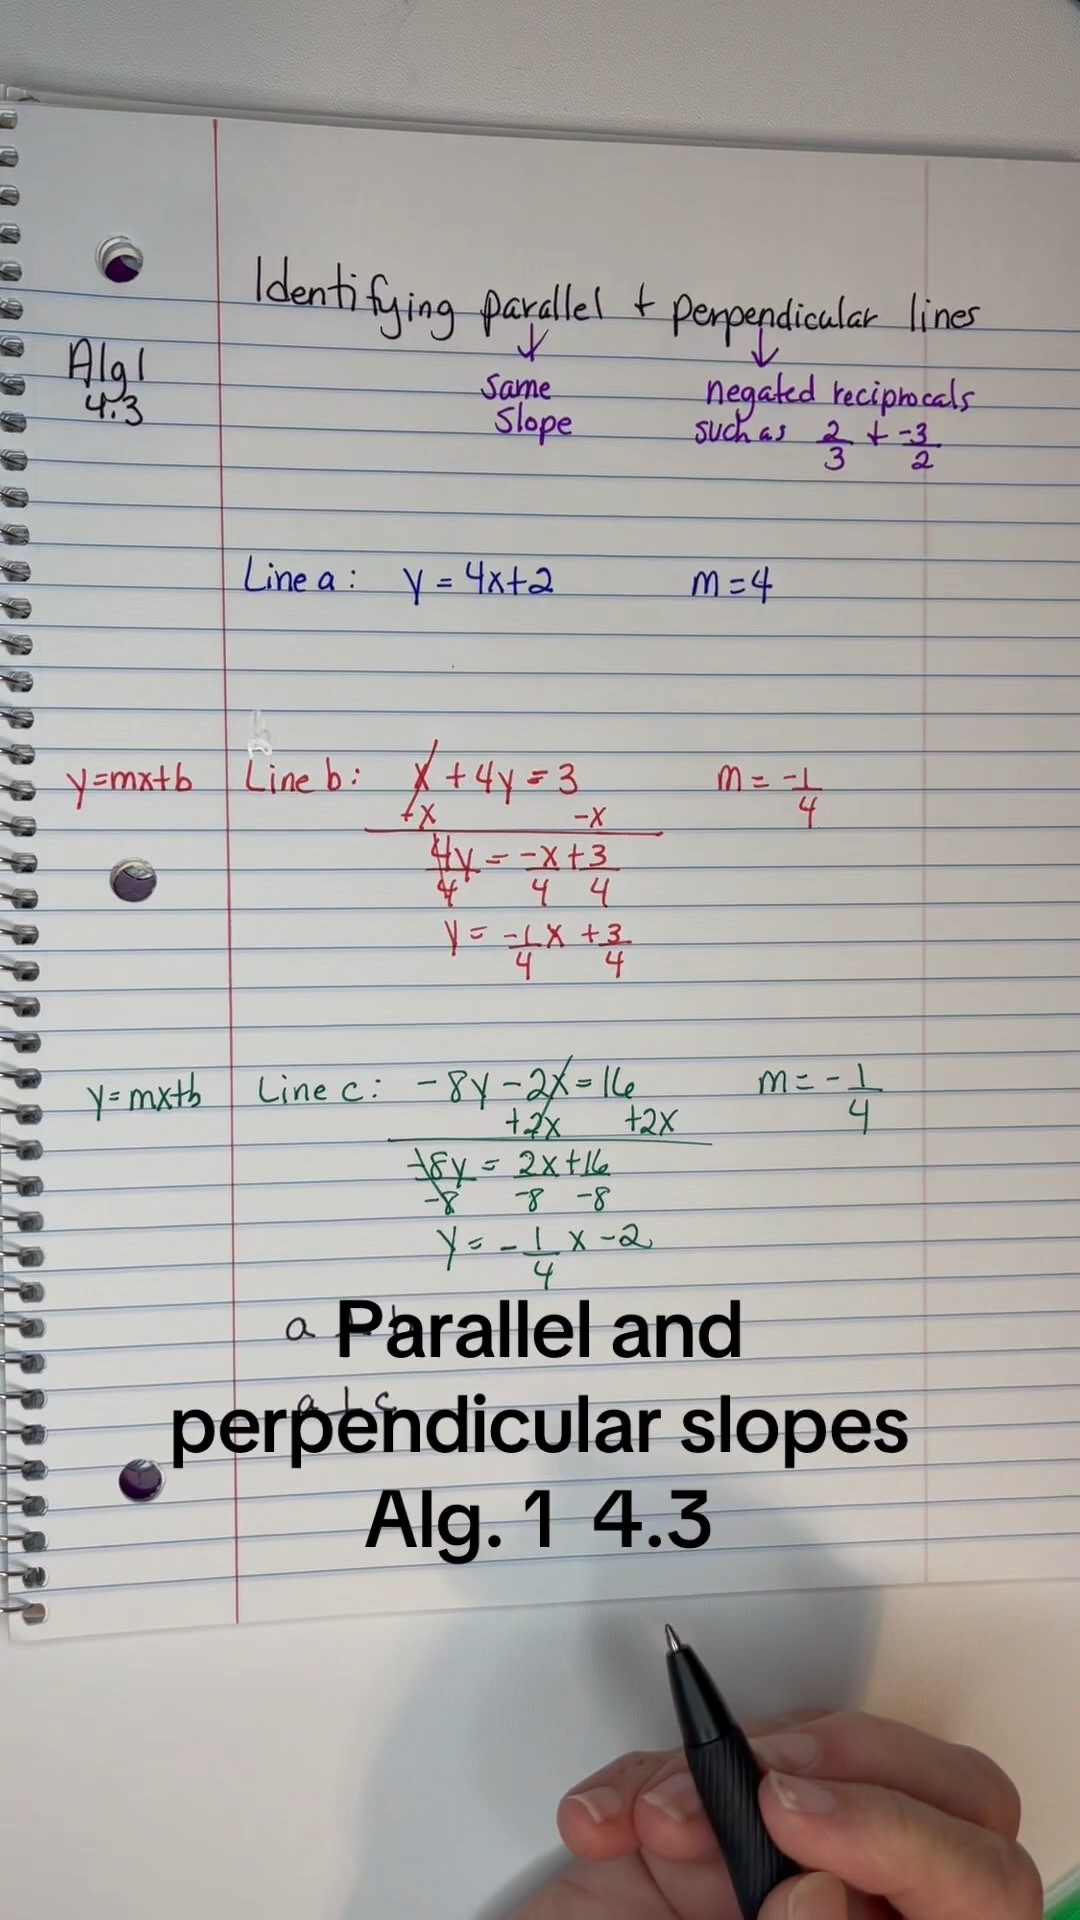 Identifying parallel + perpendicular lines
Alg 1
4.3
same
slope
negated reciprocals
such as 2/3 + -3/2
Line a: y = 4x+2 m=4
y=mx+b Line b: x + 4y = 3 m = -1/4
-x -x
4y/4 = -x/4 + 3/4
y = -1/4 x + 3/4
y=mx+b Line c: -8y - 2x = 16 m = - 1/4
+2x +2x
-8y/-8 = 2x/-8 + 16/-8
y = - 1/4 x - 2
a
a ⊥ c
Parallel and
perpendicular slopes
Alg. 1 4.3